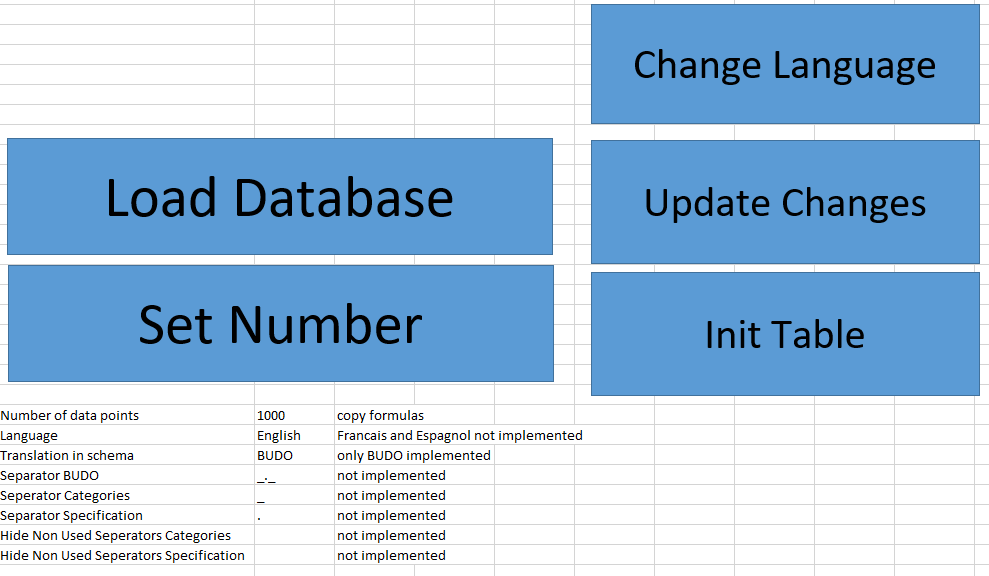 Change Language
Load Database
Update Changes
Set Number
Init Table
Number of data points 1000 copy formulas
Language English Francais and Espagnol not implemented
Translation in schema BUDO only BUDO implemented
Separator BUDO _._ not implemented
Seperator Categories _ not implemented
Separator Specification . not implemented
Hide Non Used Seperators Categories not implemented
Hide Non Used Seperators Specification not implemented